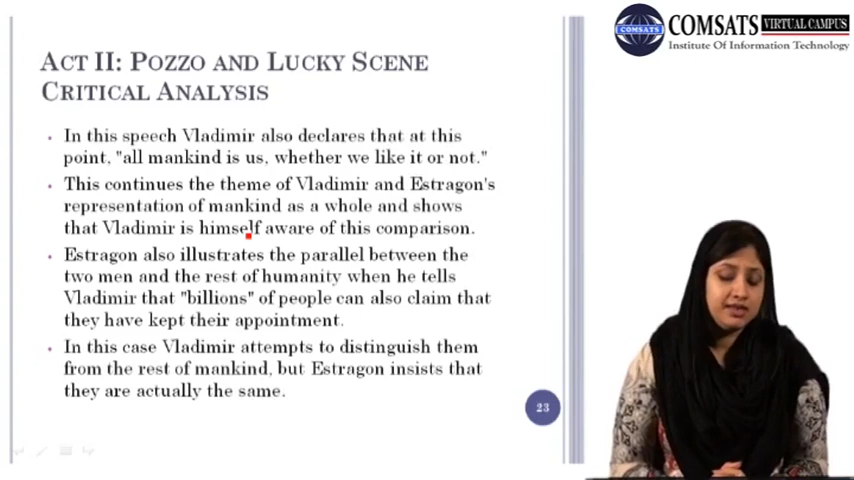 COMSATS VIRTUAL CAMPUS
Institute Of Information Technology
COMSATS
ACT II: POZZO AND LUCKY SCENE
CRITICAL ANALYSIS
In this speech Vladimir also declares that at this
point, "all mankind is us, whether we like it or not."
This continues the theme of Vladimir and Estragon's
representation of mankind as a whole and shows
that Vladimir is himself aware of this comparison.
Estragon also illustrates the parallel between the
two men and the rest of humanity when he tells
Vladimir that "billions" of people can also claim that
they have kept their appointment.
In this case Vladimir attempts to distinguish them
from the rest of mankind, but Estragon insists that
they are actually the same.
23